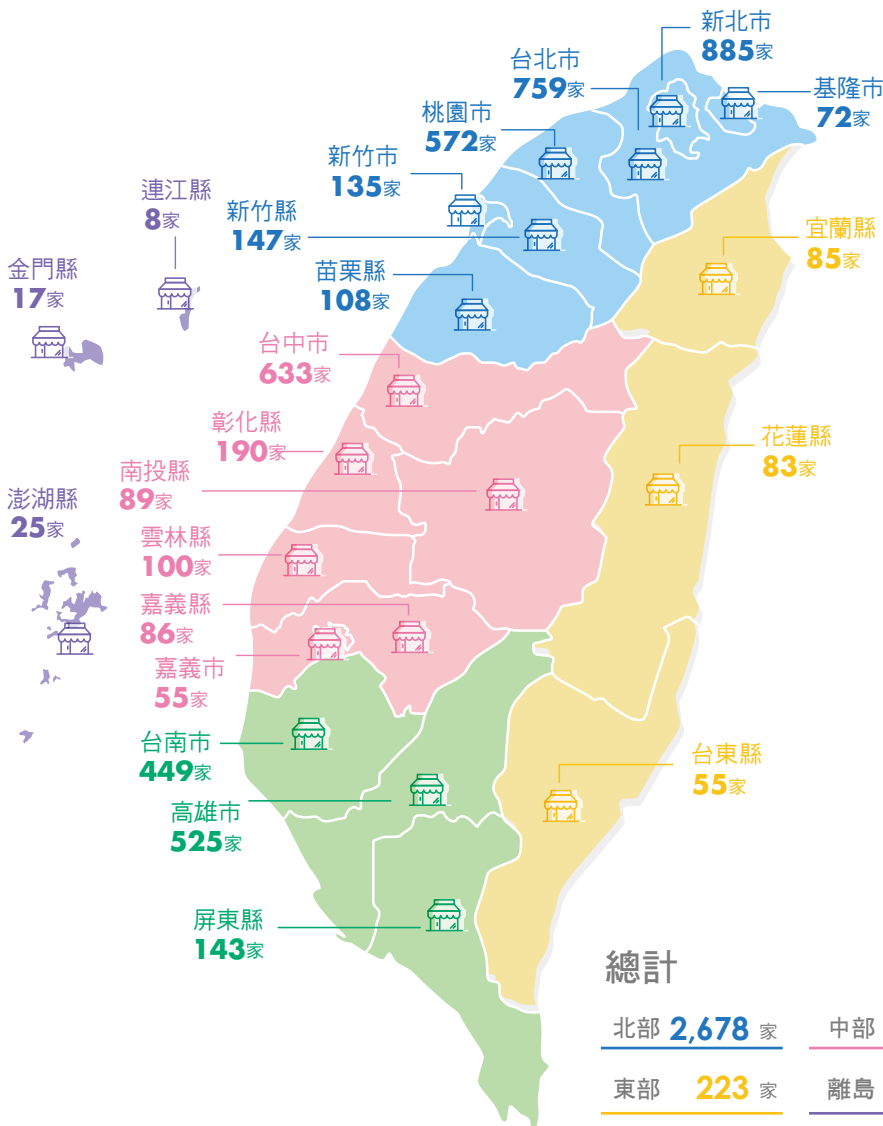 新北市
885家
台北市
759家
基隆市
72家
桃園市
572家
新竹市
135家
連江縣
8家
新竹縣
147家
宜蘭縣
85家
金門縣
17家
苗栗縣
108家
台中市
633家
彰化縣
190家
花蓮縣
83家
南投縣
89家
澎湖縣
25家
雲林縣
100家
嘉義縣
86家
嘉義市
55家
台南市
449家
台東縣
55家
高雄市
525家
屏東縣
143家
總計
北部 2,678 家 中部
東部 223 家 離島